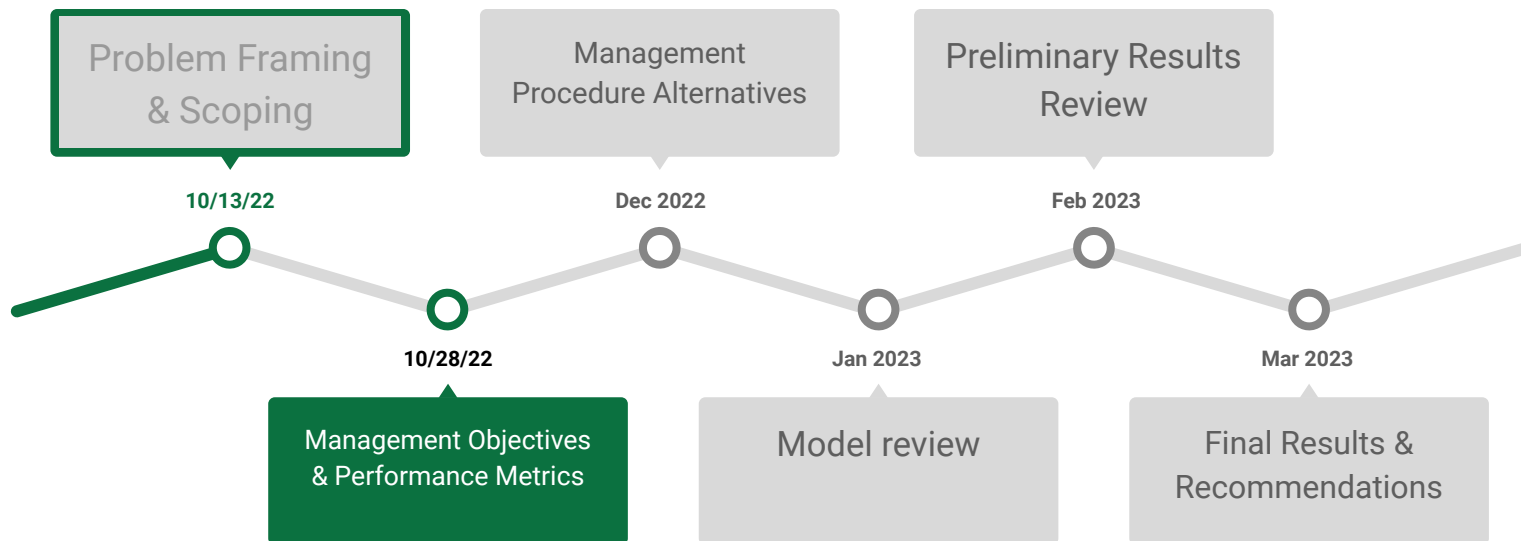 Problem Framing
& Scoping
10/13/22
Management Objectives
& Performance Metrics
10/28/22
Management
Procedure Alternatives
Dec 2022
Model review
Jan 2023
Preliminary Results
Review
Feb 2023
Final Results &
Recommendations
Mar 2023